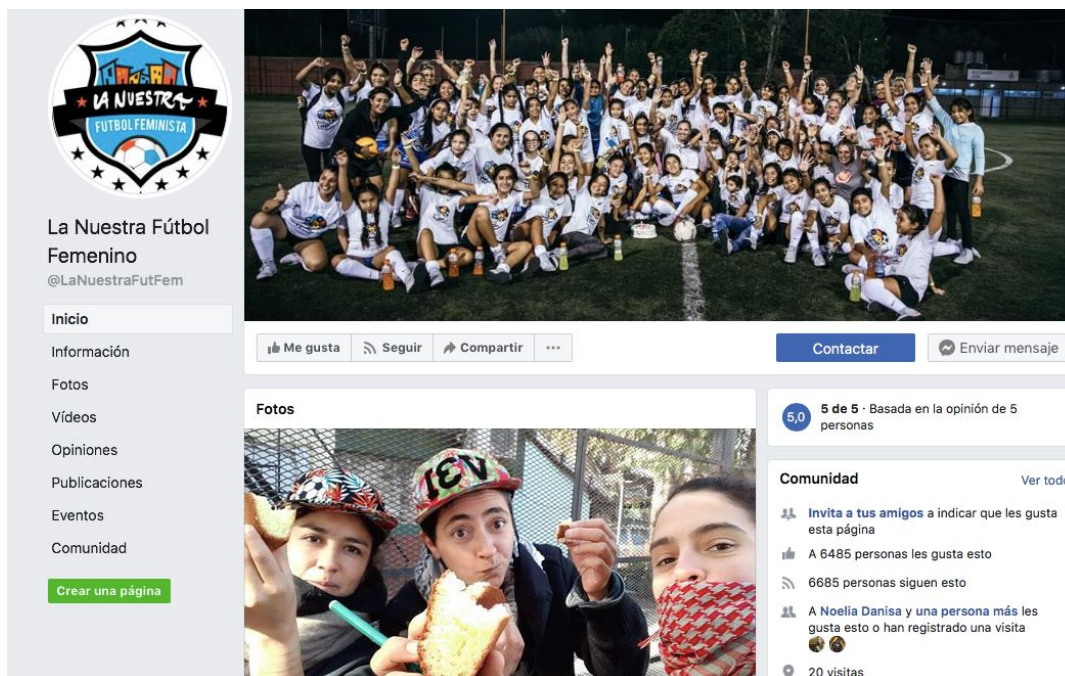 LA NUESTRA
FUTBOL FEMINISTA
La Nuestra Fútbol
Femenino
@LaNuestraFutFem
Inicio
Información
Fotos
Vídeos
Opiniones
Publicaciones
Eventos
Comunidad
Crear una página
Me gusta
Seguir
Compartir
...
Contactar
Enviar mensaje
Fotos
5,0
5 de 5 · Basada en la opinión de 5
personas
Comunidad
Ver todo
Invita a tus amigos a indicar que les gusta
esta página
A 6485 personas les gusta esto
6685 personas siguen esto
A Noelia Danisa y una persona más les
gusta esto o han registrado una visita
20 visitas